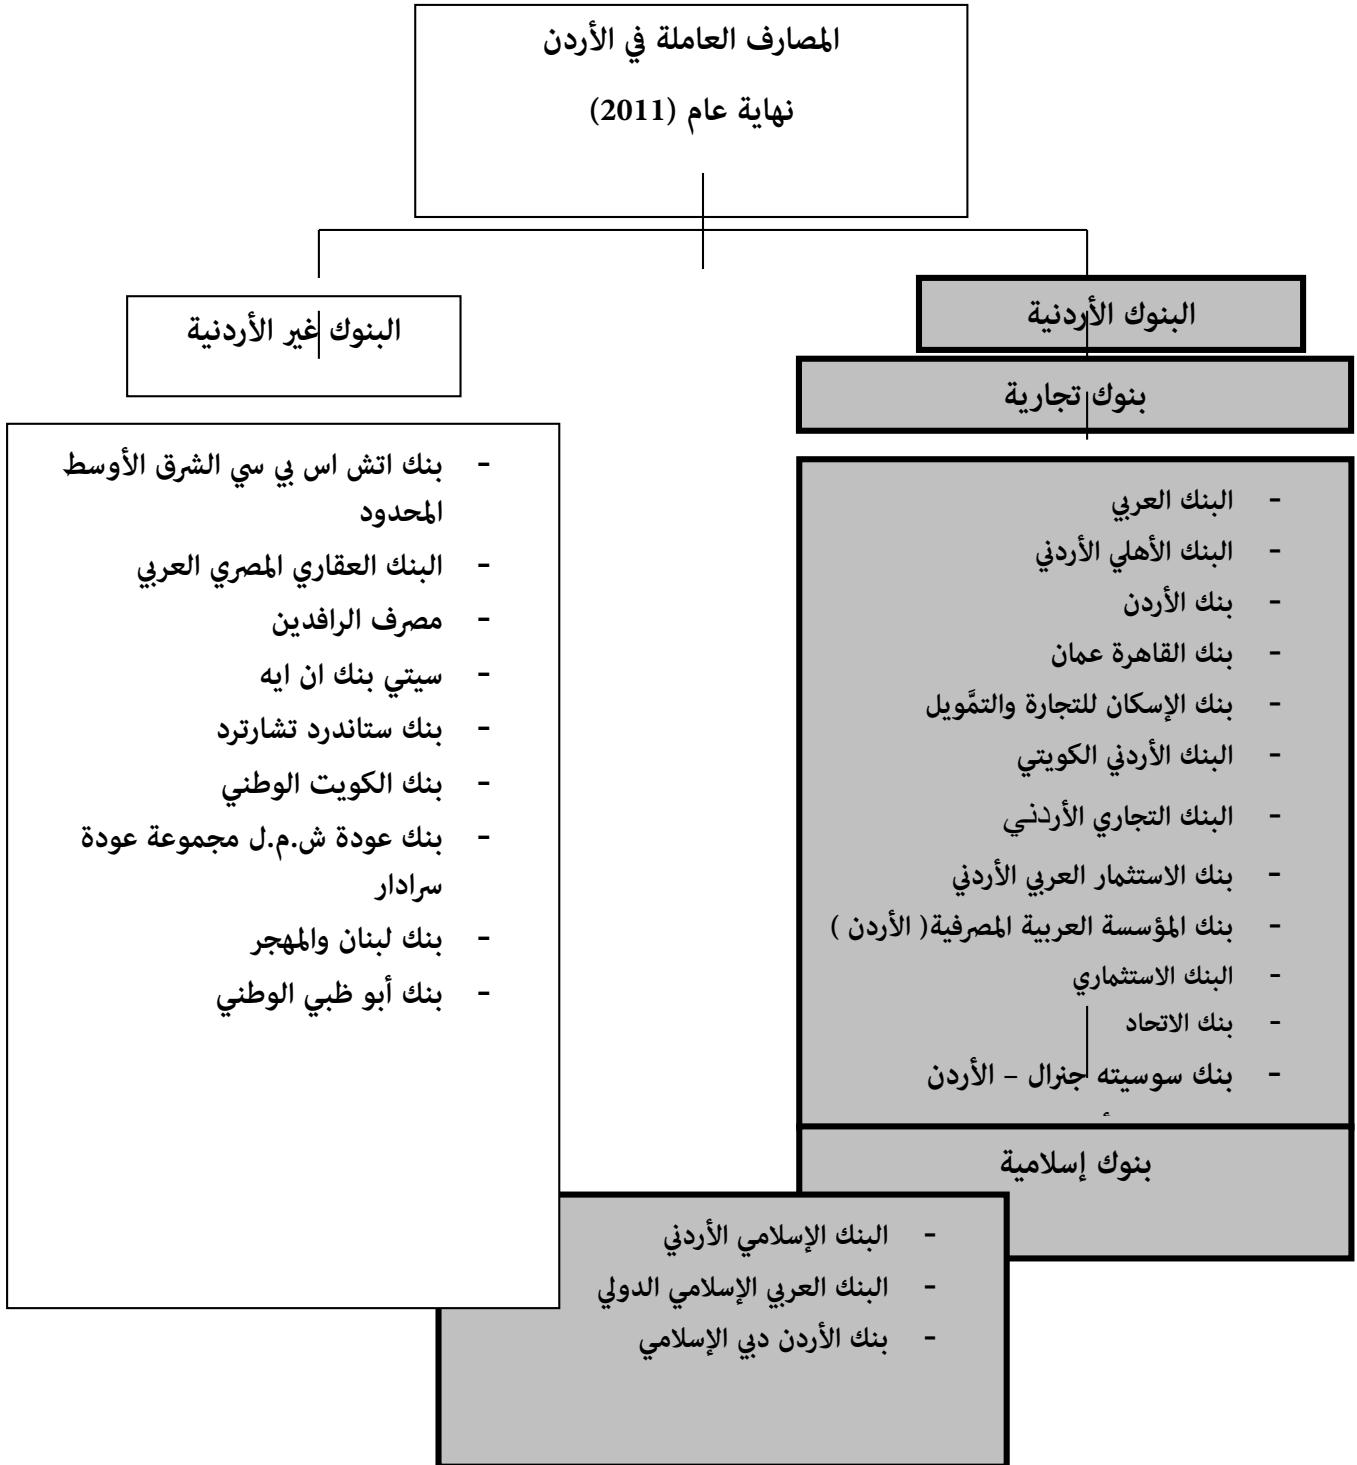 المصارف العاملة في الأردن
نهاية عام (2011)
البنوك الأردنية
بنوك تجارية
- البنك العربي
- البنك الأهلي الأردني
- بنك الأردن
- بنك القاهرة عمان
- بنك الإسكان للتجارة والتمَّويل
- البنك الأردني الكويتي
- البنك التجاري الأردنـي
- بنك الاستثمار العربي الأردني
- بنك المؤسسة العربية المصرفية( الأردن )
- البنك الاستثماري
- بنك الاتحاد
- بنك سوسيته جنرال – الأردن
بنوك إسلامية
- البنك الإسلامي الأردني
- البنك العربي الإسلامي الدولي
- بنك الأردن دبي الإسلامي
البنوك غير الأردنية
- بنك اتش اس بي سي الشرق الأوسط
المحدود
- البنك العقاري المصري العربي
- مصرف الرافدين
- سيتي بنك ان ايه
- بنك ستاندرد تشارترد
- بنك الكويت الوطني
- بنك عودة ش.م.ل مجموعة عودة
سرادار
- بنك لبنان والمهجر
- بنك أبو ظبي الوطني